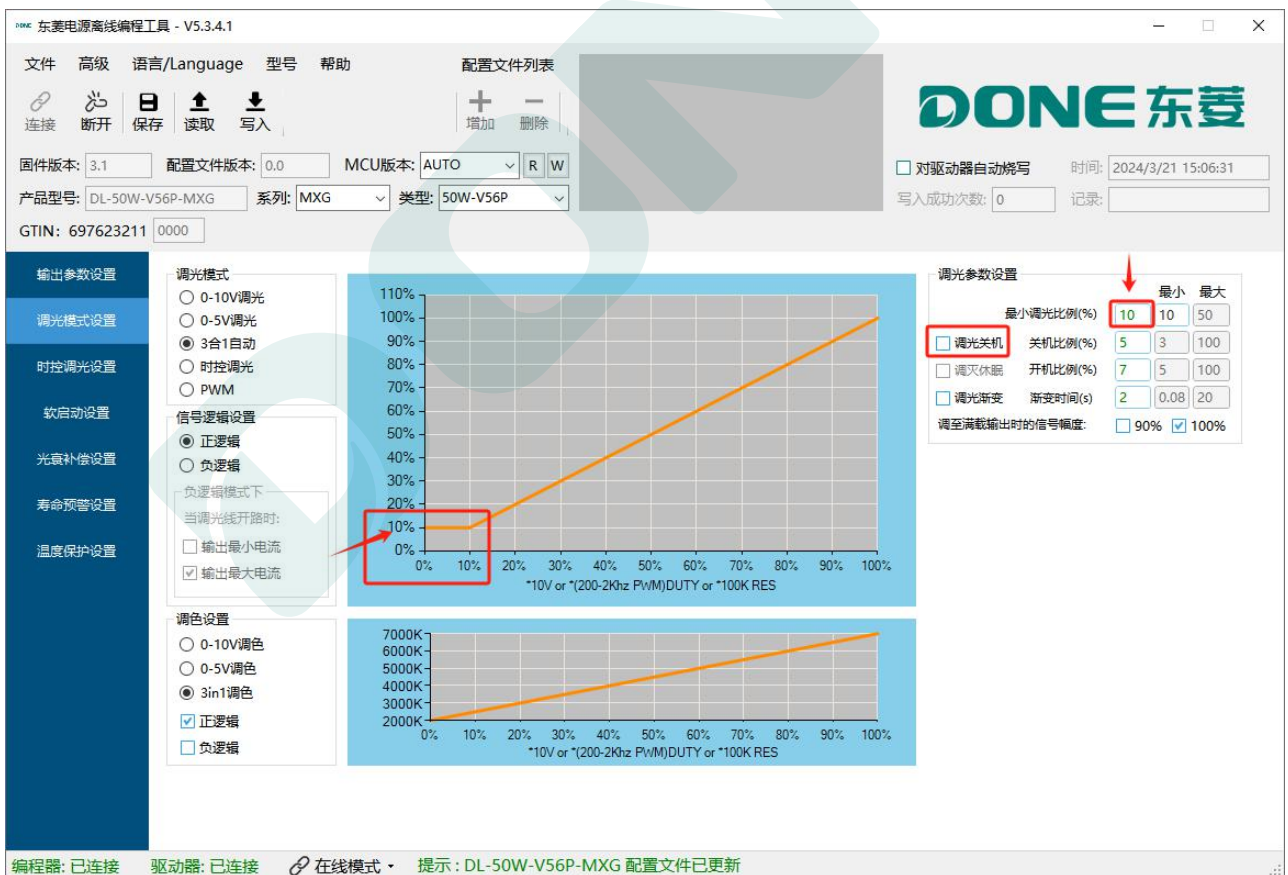 东菱电源离线编程工具 - V5.3.4.1
文件 高级 语言/Language 型号 帮助 配置文件列表
连接 断开 保存 读取 写入 增加 删除
DONE 东菱
固件版本: 3.1 配置文件版本: 0.0 MCU版本: AUTO R W
对驱动器自动烧写 时间: 2024/3/21 15:06:31
产品型号: DL-50W-V56P-MXG 系列: MXG 类型: 50W-V56P
写入成功次数: 0 记录:
GTIN: 697623211 0000
输出参数设置
调光模式设置
时控调光设置
软启动设置
光衰补偿设置
寿命预警设置
温度保护设置
调光模式
0-10V调光
0-5V调光
3合1自动
时控调光
PWM
信号逻辑设置
正逻辑
负逻辑
负逻辑模式下
当调光线开路时:
输出最小电流
输出最大电流
调色设置
0-10V调色
0-5V调色
3in1调色
正逻辑
负逻辑
110%
100%
90%
80%
70%
60%
50%
40%
30%
20%
10%
0%
0% 10% 20% 30% 40% 50% 60% 70% 80% 90% 100%
*10V or *(200-2Khz PWM)DUTY or *100K RES
7000K
6000K
5000K
4000K
3000K
2000K
0% 10% 20% 30% 40% 50% 60% 70% 80% 90% 100%
*10V or *(200-2Khz PWM)DUTY or *100K RES
调光参数设置
最小 最大
最小调光比例(%) 10 10 50
调光关机 关机比例(%) 5 3 100
调灭休眠 开机比例(%) 7 5 100
调光渐变 渐变时间(s) 2 0.08 20
调至满载输出时的信号幅度: 90% 100%
编程器: 已连接 驱动器: 已连接 在线模式 提示 : DL-50W-V56P-MXG 配置文件已更新